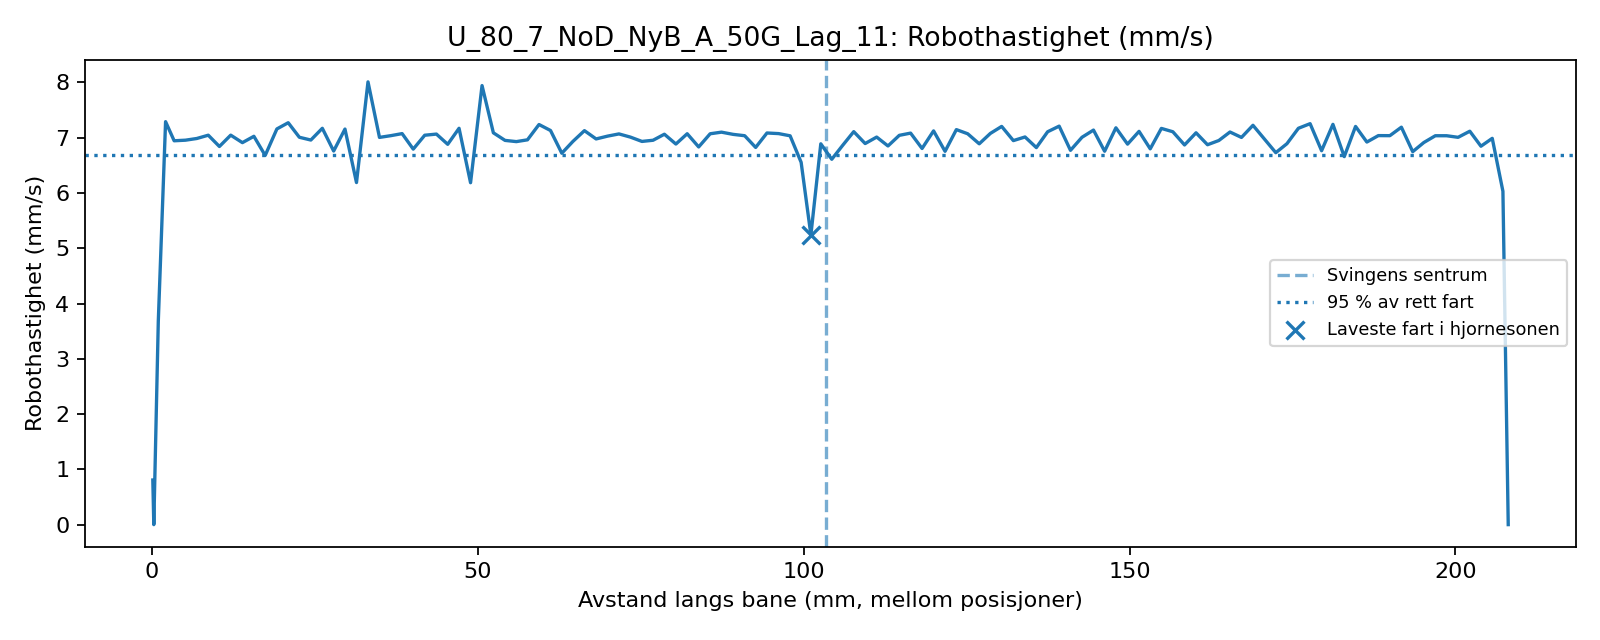 U_80_7_NoD_NyB_A_50G_Lag_11: Robothastighet (mm/s)
Robothastighet (mm/s)
8
7
6
5
4
3
2
1
0
Svingens sentrum
95 % av rett fart
Laveste fart i hjornesonen
0
50
100
150
200
Avstand langs bane (mm, mellom posisjoner)